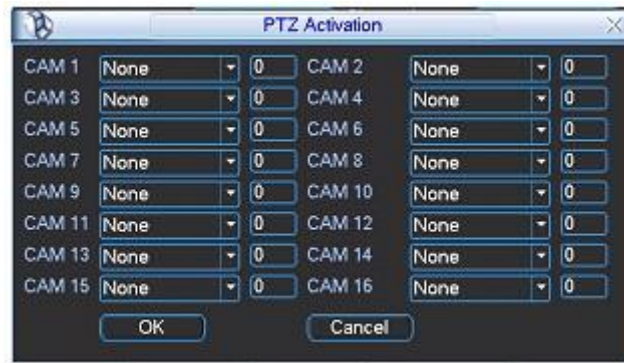 PTZ Activation
CAM 1 None 0 CAM 2 None 0
CAM 3 None 0 CAM 4 None 0
CAM 5 None 0 CAM 6 None 0
CAM 7 None 0 CAM 8 None 0
CAM 9 None 0 CAM 10 None 0
CAM 11 None 0 CAM 12 None 0
CAM 13 None 0 CAM 14 None 0
CAM 15 None 0 CAM 16 None 0
OK Cancel